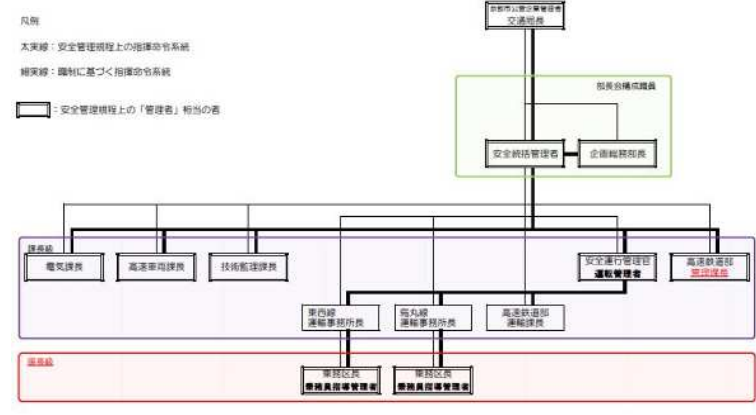 凡例
京都市公営企業管理者
交通局長
太実線：安全管理規程上の指揮命令系統
細実線：職制に基づく指揮命令系統
：安全管理規程上の「管理者」相当の者
部長会構成職員
安全統括管理者
企画総務部長
課長級
電気課長
高速車両課長
技術監理課長
安全運行管理官
運転管理者
高速鉄道部
営団課長
東西線
運輸事務所長
烏丸線
運輸事務所長
高速鉄道部
運輸課長
係長級
乗務区長
乗務員指導管理者
乗務区長
乗務員指導管理者